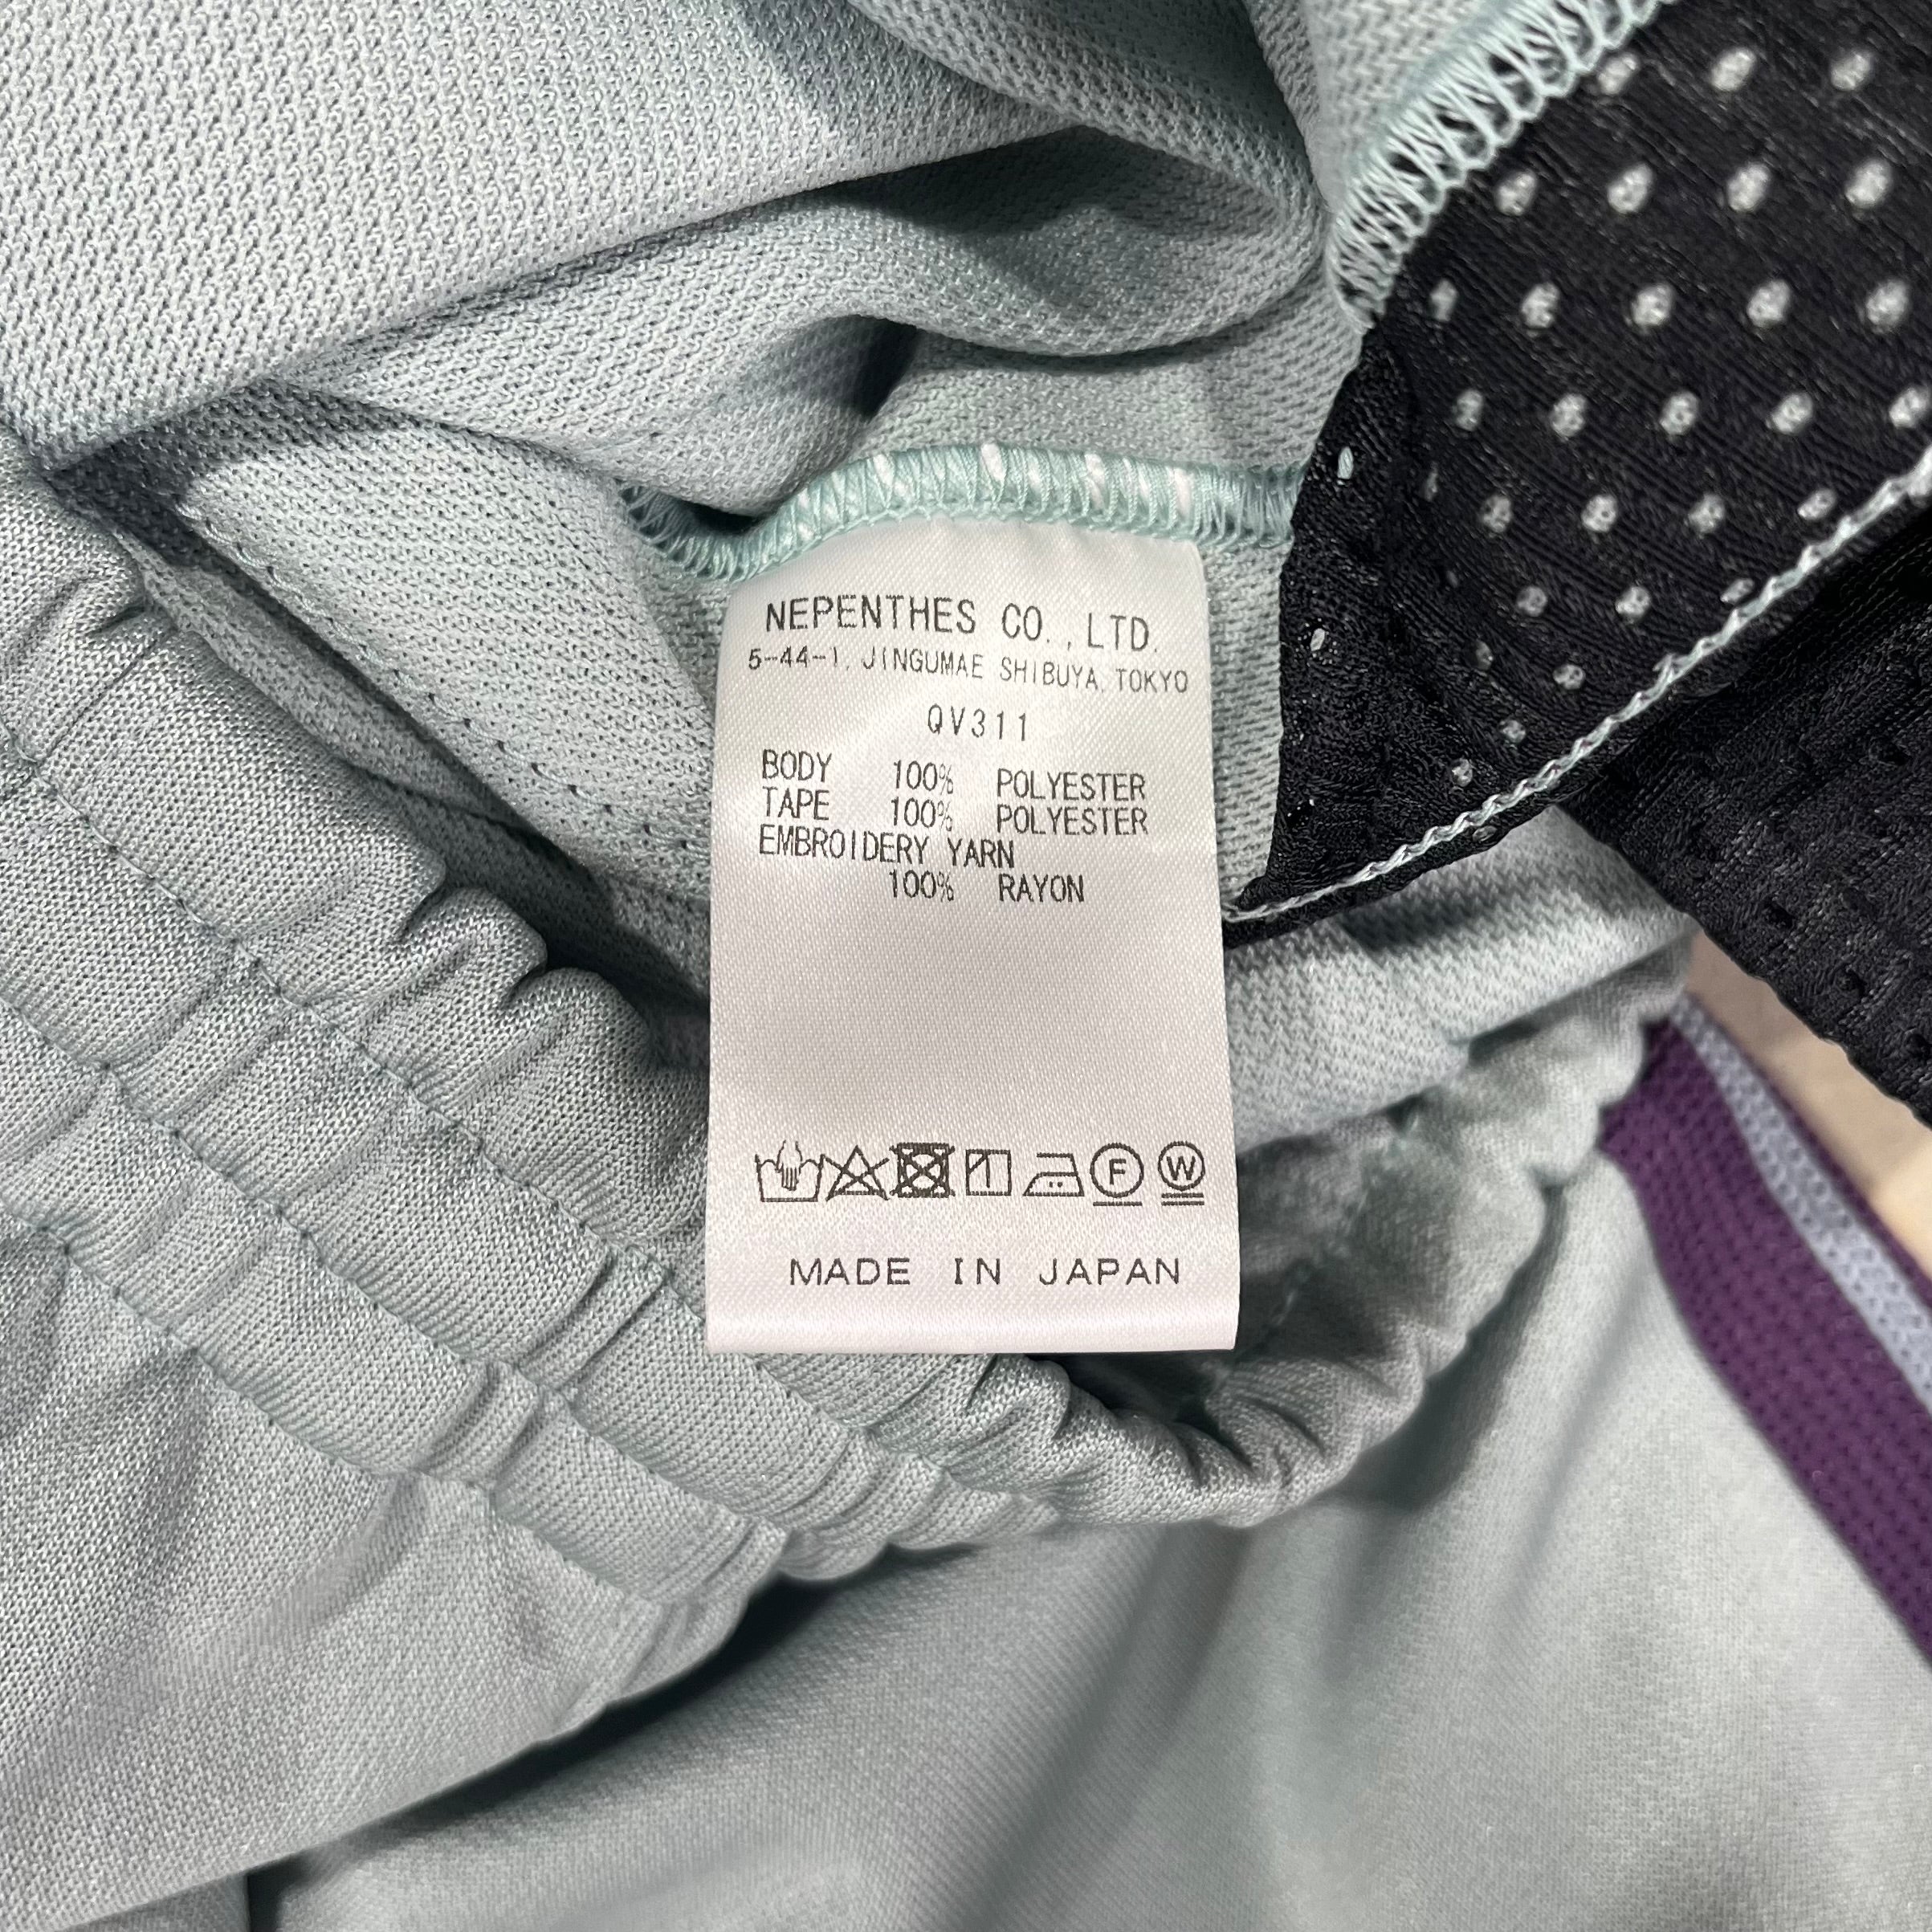 NEPENTHES CO.,LTD.
5-44-1, JINGUMAE SHIBUYA, TOKYO
QV311
BODY 100% POLYESTER
TAPE 100% POLYESTER
EMBROIDERY YARN
100% RAYON
F W
MADE IN JAPAN